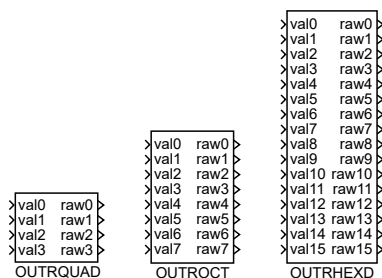 val0 raw0
val1 raw1
val2 raw2
val3 raw3
OUTRQUAD
val0 raw0
val1 raw1
val2 raw2
val3 raw3
val4 raw4
val5 raw5
val6 raw6
val7 raw7
OUTROCT
val0 raw0
val1 raw1
val2 raw2
val3 raw3
val4 raw4
val5 raw5
val6 raw6
val7 raw7
val8 raw8
val9 raw9
val10 raw10
val11 raw11
val12 raw12
val13 raw13
val14 raw14
val15 raw15
OUTRHEXD